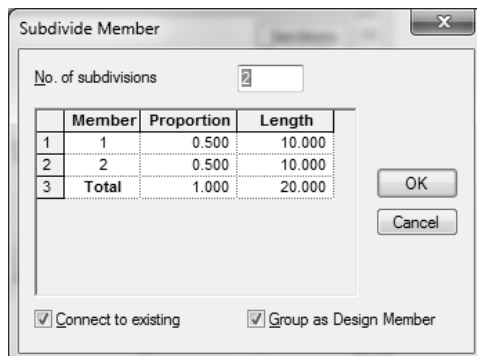 Subdivide Member
No. of subdivisions 2
Member Proportion Length
1 1 0.500 10.000
2 2 0.500 10.000
3 Total 1.000 20.000
OK
Cancel
Connect to existing Group as Design Member